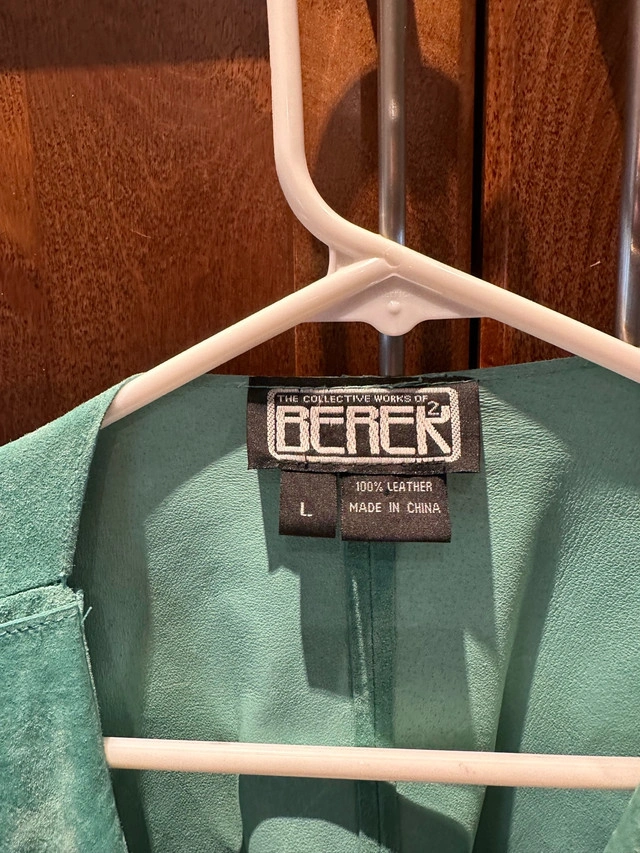 THE COLLECTIVE WORKS OF
BEREK 2
L
100% LEATHER
MADE IN CHINA